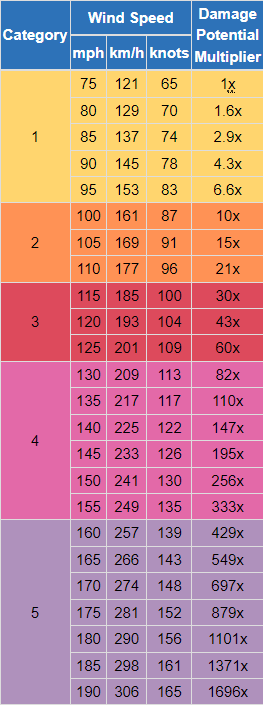 Category Wind Speed Damage Potential Multiplier
mph km/h knots
1
75 121 65 1x
80 129 70 1.6x
85 137 74 2.9x
90 145 78 4.3x
95 153 83 6.6x
2
100 161 87 10x
105 169 91 15x
110 177 96 21x
3
115 185 100 30x
120 193 104 43x
125 201 109 60x
4
130 209 113 82x
135 217 117 110x
140 225 122 147x
145 233 126 195x
150 241 130 256x
155 249 135 333x
5
160 257 139 429x
165 266 143 549x
170 274 148 697x
175 281 152 879x
180 290 156 1101x
185 298 161 1371x
190 306 165 1696x